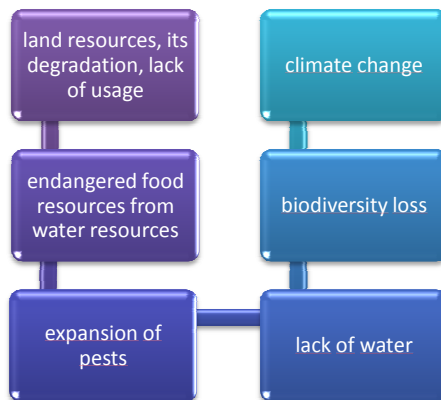 land resources, its
degradation, lack
of usage
endangered food
resources from
water resources
expansion of
pests
lack of water
biodiversity loss
climate change